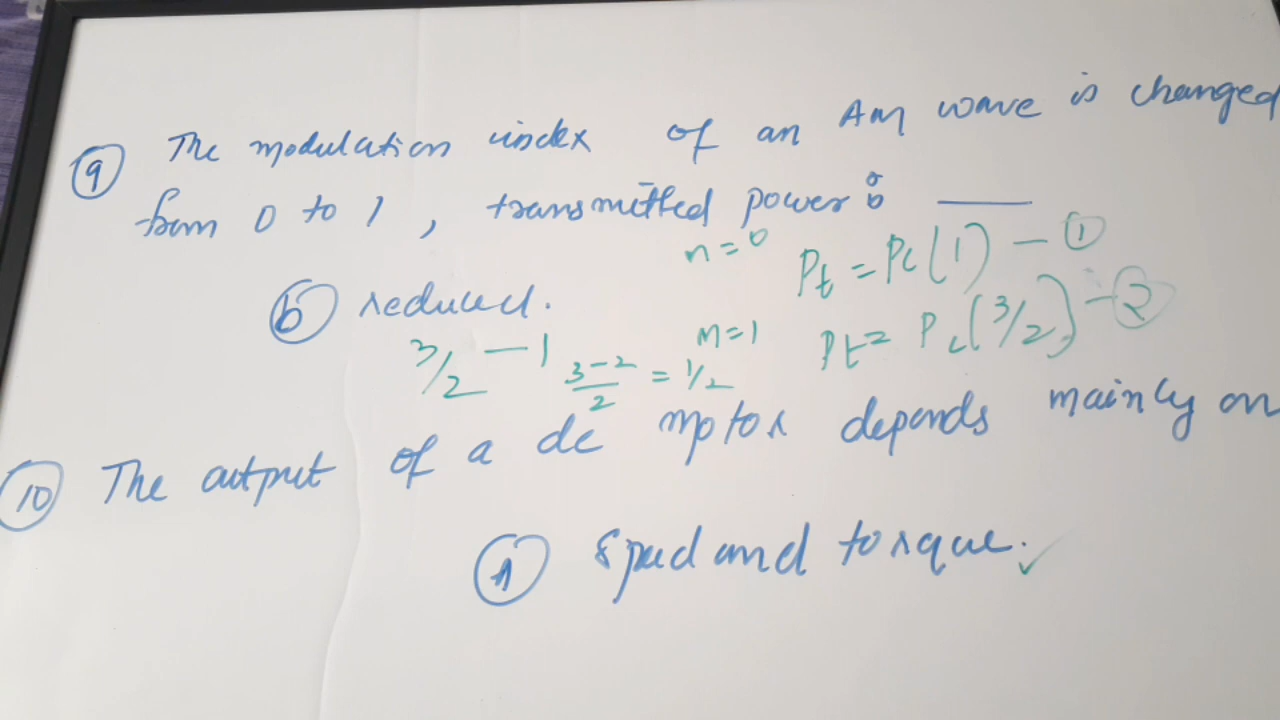 9 The modulation index of an AM wave is changed
from 0 to 1, transmitted power : ____
m=0 Pt = Pc(1) - 1
b reduced.
m=1 Pt = Pc(3/2) - 2
3/2 - 1 3-2/2 = 1/2
10 The output of a dc motor depends mainly on
A Speed and torque. ✓